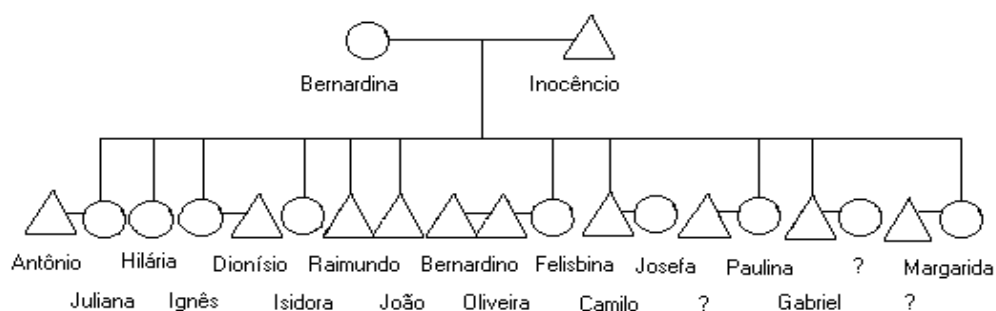 Bernardina Inocêncio
Antônio Hilária Dionísio Raimundo Bernardino Felisbina Josefa Paulina ? Margarida
Juliana Ignês Isidora João Oliveira Camilo ? Gabriel ?